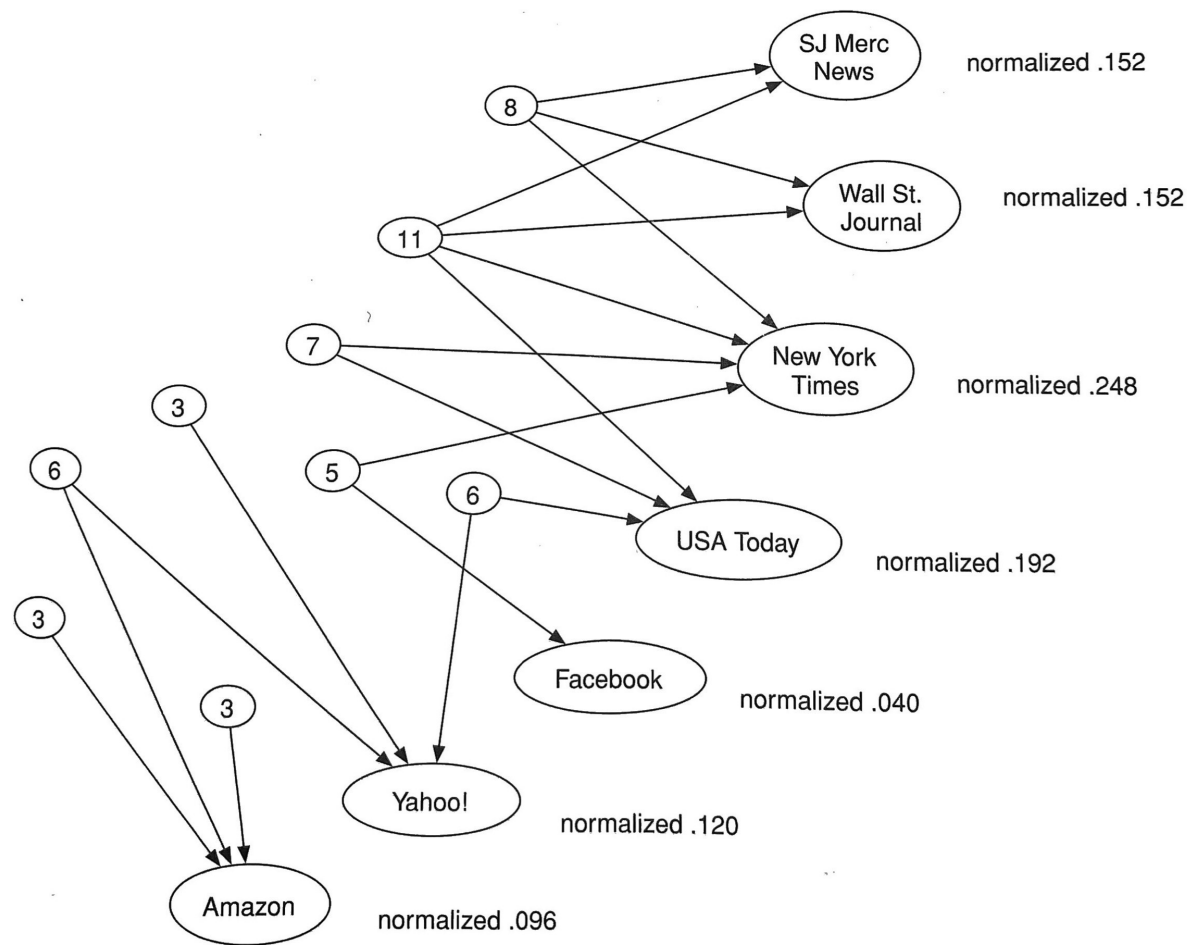 SJ Merc
News
normalized .152
8
Wall St.
Journal
normalized .152
11
7
New York
Times
normalized .248
3
6
5
6
USA Today
normalized .192
3
Facebook
normalized .040
3
Yahoo!
normalized .120
Amazon
normalized .096